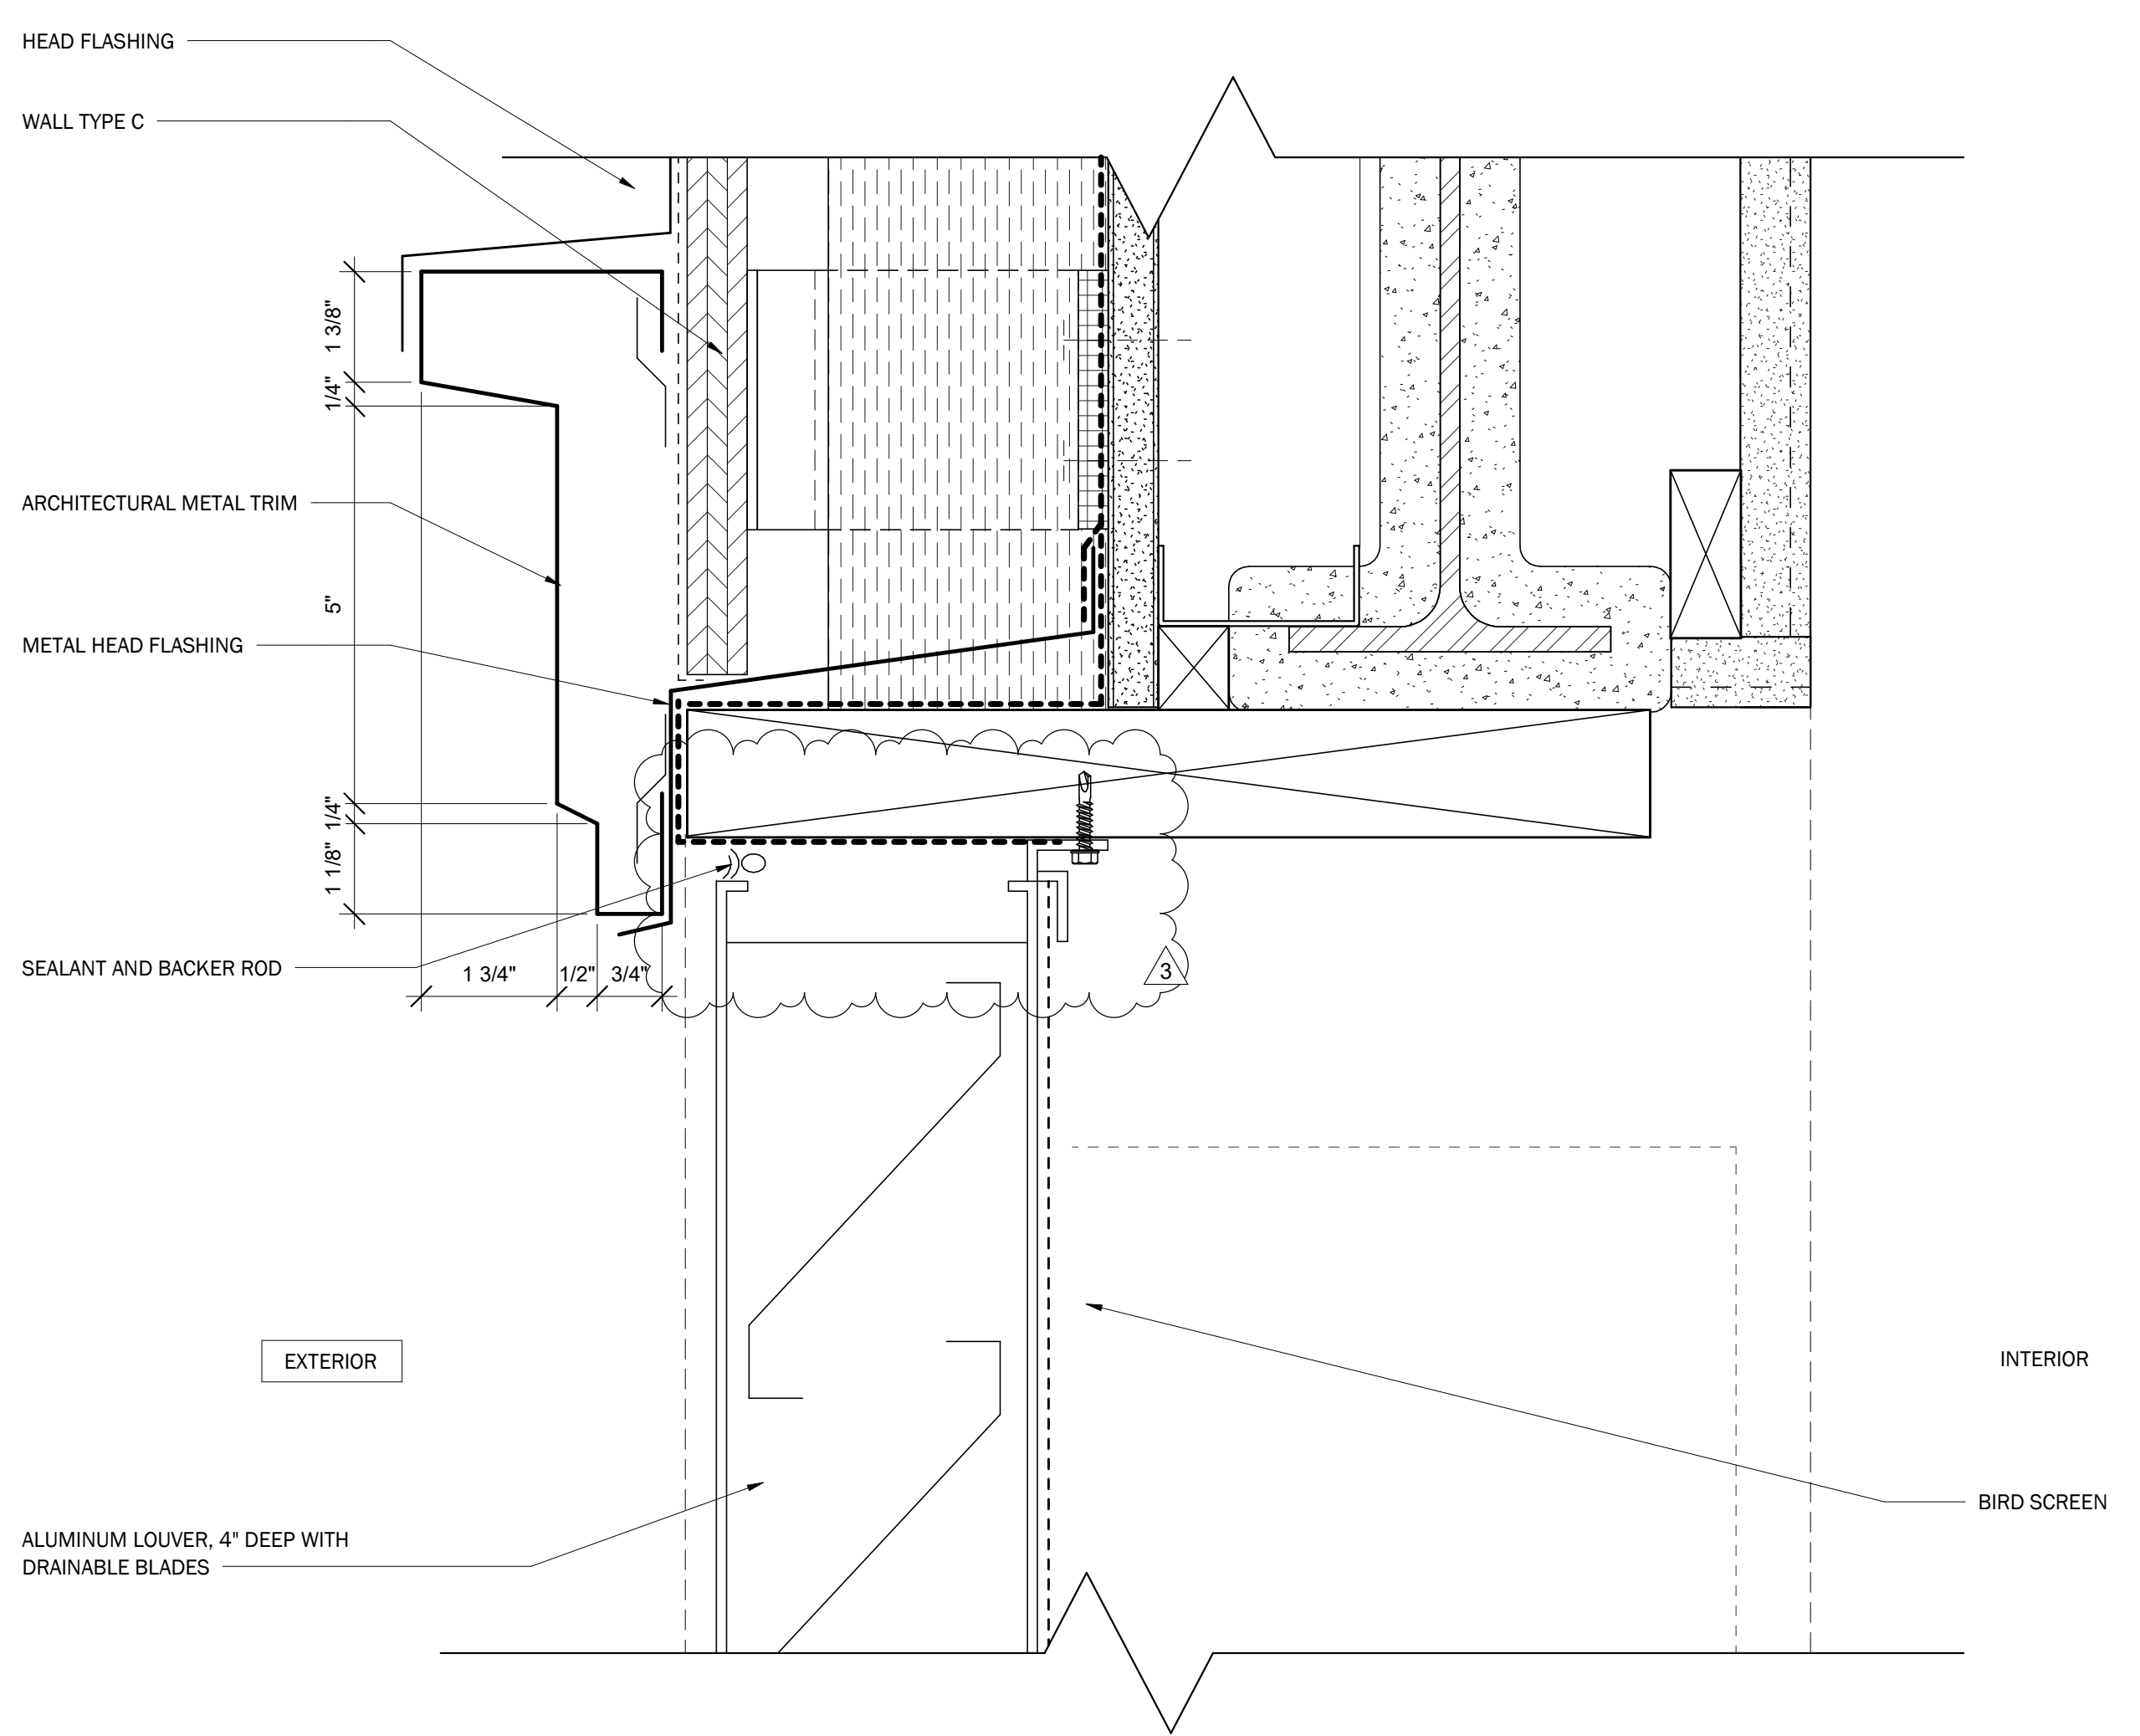 HEAD FLASHING
WALL TYPE C
1 3/8"
1/4"
ARCHITECTURAL METAL TRIM
5"
METAL HEAD FLASHING
1/4"
1 1/8"
SEALANT AND BACKER ROD
1 3/4"
1/2"
3/4"
3
EXTERIOR
INTERIOR
BIRD SCREEN
ALUMINUM LOUVER, 4" DEEP WITH
DRAINABLE BLADES